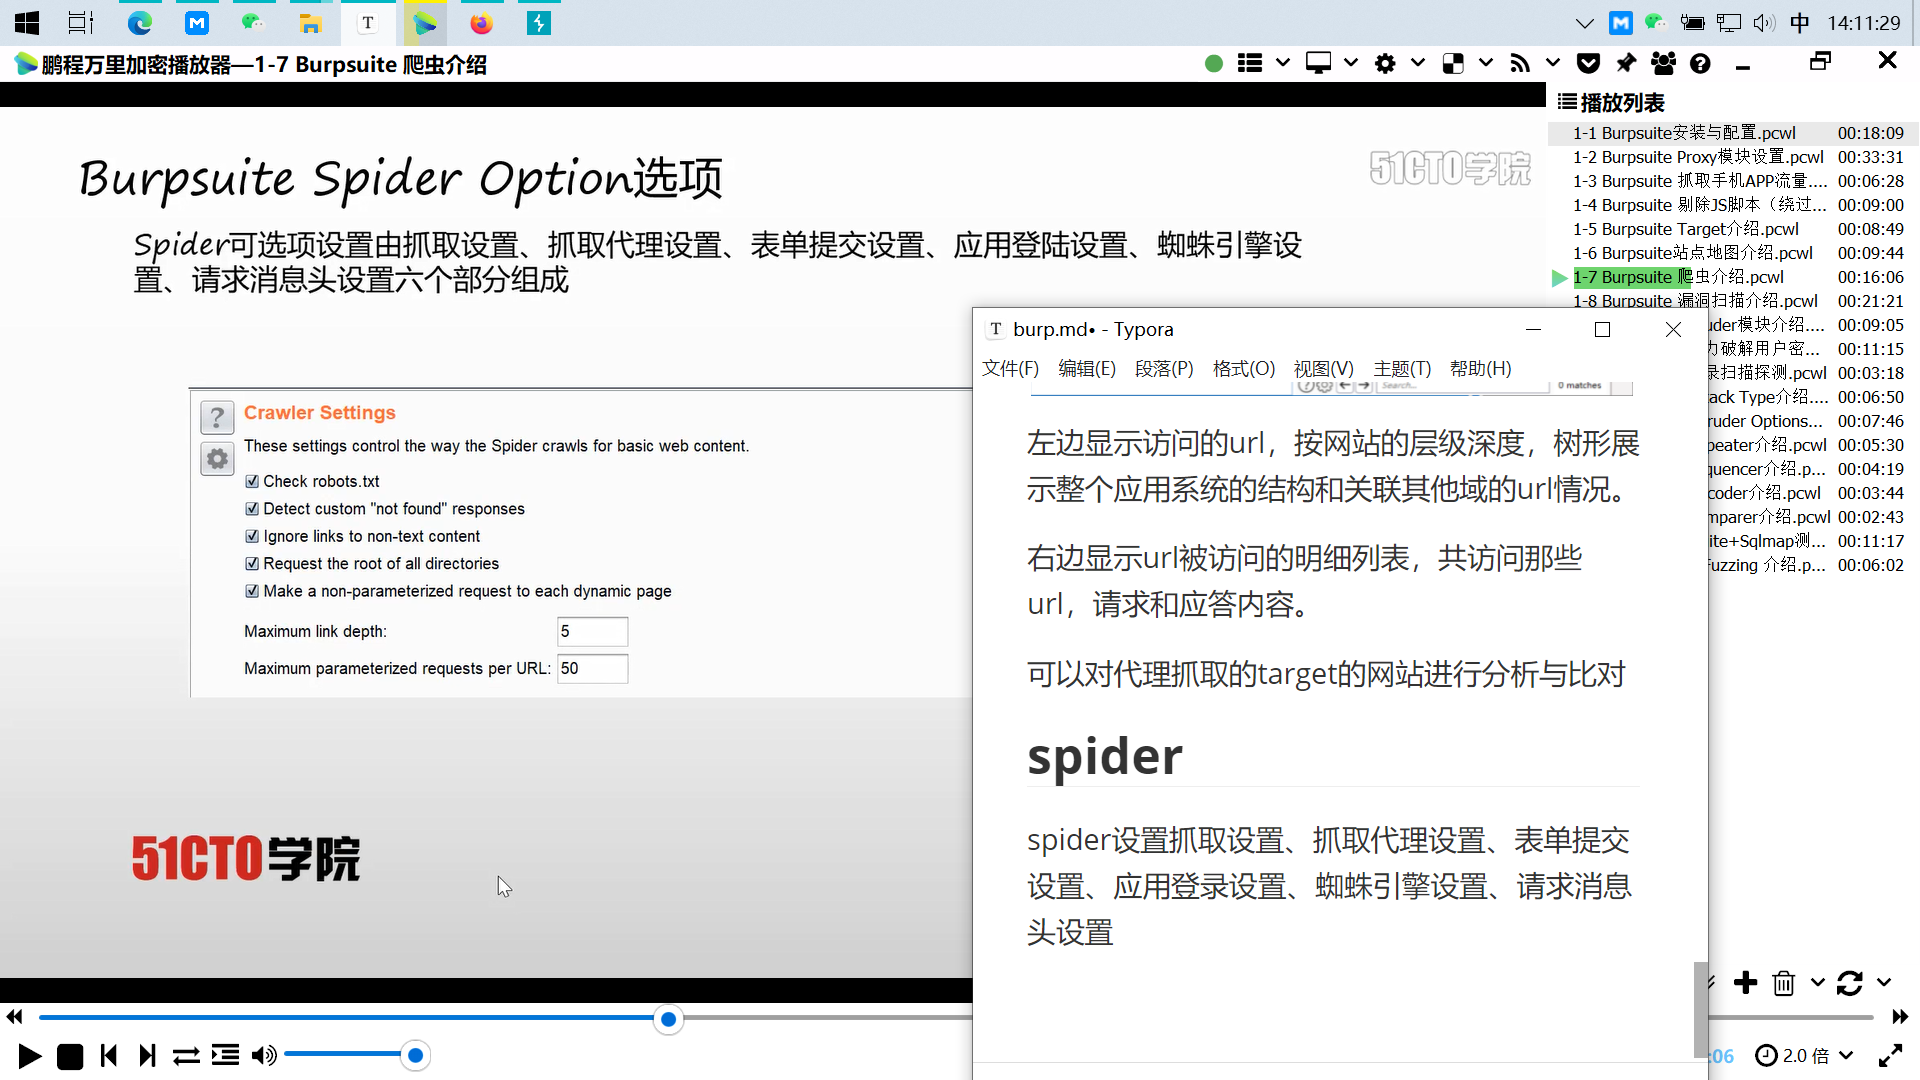 T
中
14:11:29
鹏程万里加密播放器—1-7 Burpsuite 爬虫介绍
Burpsuite Spider Option选项
51CTO学院
Spider可选项设置由抓取设置、抓取代理设置、表单提交设置、应用登陆设置、蜘蛛引擎设
置、请求消息头设置六个部分组成
Crawler Settings
These settings control the way the Spider crawls for basic web content.
Check robots.txt
Detect custom "not found" responses
Ignore links to non-text content
Request the root of all directories
Make a non-parameterized request to each dynamic page
Maximum link depth: 5
Maximum parameterized requests per URL: 50
51CTO学院
播放列表
1-1 Burpsuite安装与配置.pcwl 00:18:09
1-2 Burpsuite Proxy模块设置.pcwl 00:33:31
1-3 Burpsuite 抓取手机APP流量.... 00:06:28
1-4 Burpsuite 剔除JS脚本（绕过... 00:09:00
1-5 Burpsuite Target介绍.pcwl 00:08:49
1-6 Burpsuite站点地图介绍.pcwl 00:09:44
1-7 Burpsuite 爬虫介绍.pcwl 00:16:06
1-8 Burpsuite 漏洞扫描介绍.pcwl 00:21:21
uder模块介绍.... 00:09:05
力破解用户密... 00:11:15
录扫描探测.pcwl 00:03:18
ack Type介绍.... 00:06:50
ruder Options... 00:07:46
peater介绍.pcwl 00:05:30
quencer介绍.p... 00:04:19
coder介绍.pcwl 00:03:44
mparer介绍.pcwl 00:02:43
ite+Sqlmap测... 00:11:17
Fuzzing 介绍.p... 00:06:02
T burp.md• - Typora
文件(F) 编辑(E) 段落(P) 格式(O) 视图(V) 主题(T) 帮助(H)
Search... 0 matches
左边显示访问的url，按网站的层级深度，树形展
示整个应用系统的结构和关联其他域的url情况。
右边显示url被访问的明细列表，共访问那些
url，请求和应答内容。
可以对代理抓取的target的网站进行分析与比对
spider
spider设置抓取设置、抓取代理设置、表单提交
设置、应用登录设置、蜘蛛引擎设置、请求消息
头设置
:06
2.0 倍